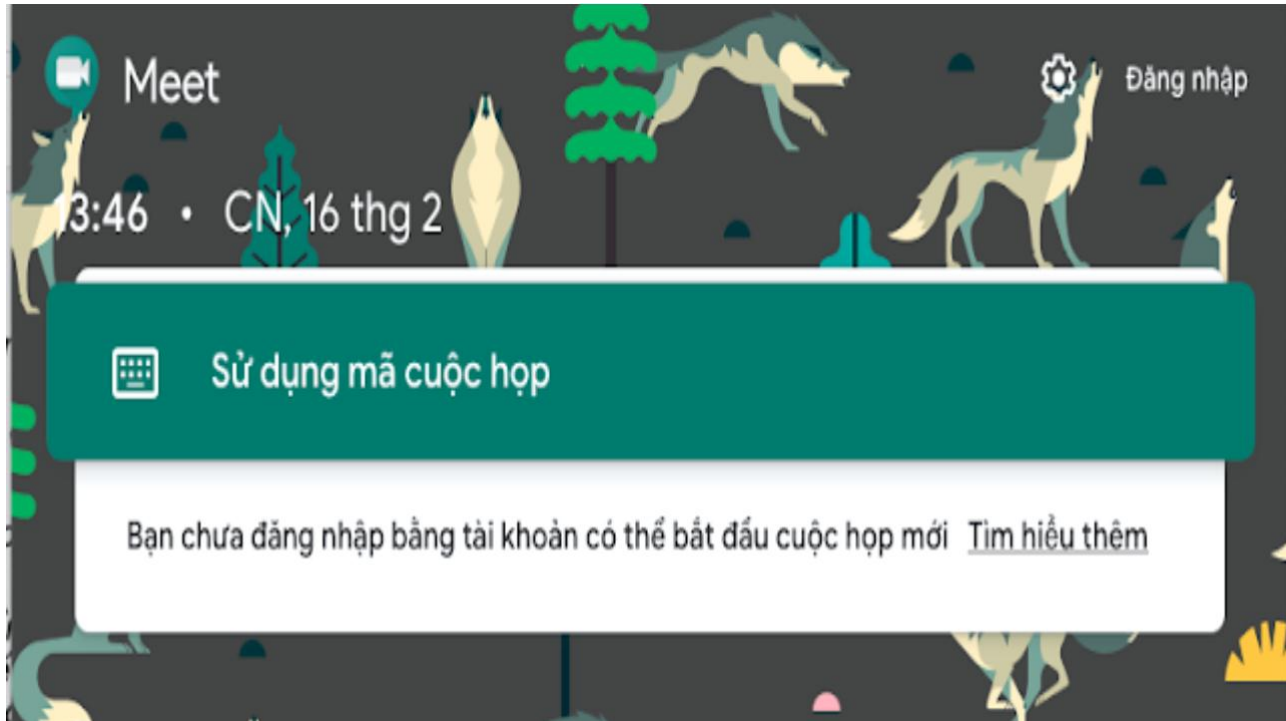 Meet
Đăng nhập
13:46 • CN, 16 thg 2
Sử dụng mã cuộc họp
Bạn chưa đăng nhập bằng tài khoản có thể bắt đầu cuộc họp mới Tìm hiểu thêm